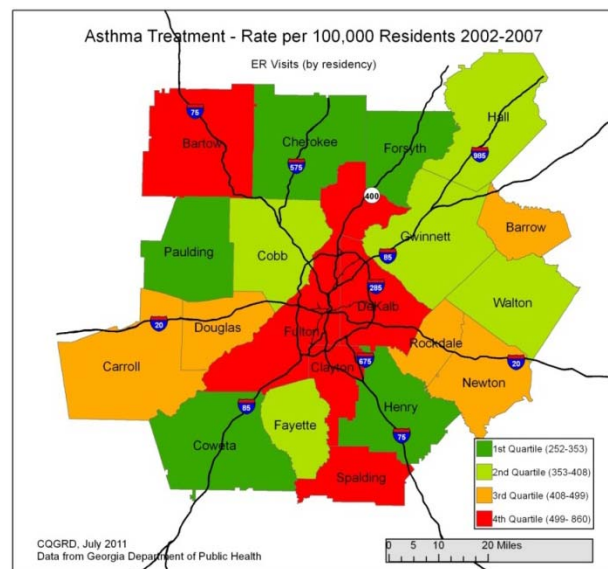 Asthma Treatment - Rate per 100,000 Residents 2002-2007
ER Visits (by residency)
Hall
75
Bartow
Cherokee
575
Forsyth
985
400
Gwinnett
Barrow
Paulding
Cobb
85
285
DeKalb
Walton
20
Douglas
Fulton
Rockdale
Carroll
Clayton
675
20
Newton
85
Fayette
Henry
75
Coweta
Spalding
1st Quartile (252-353)
2nd Quartile (353-408)
3rd Quartile (408-499)
4th Quartile (499- 860)
CQGRD, July 2011
Data from Georgia Department of Public Health
0 5 10 20 Miles